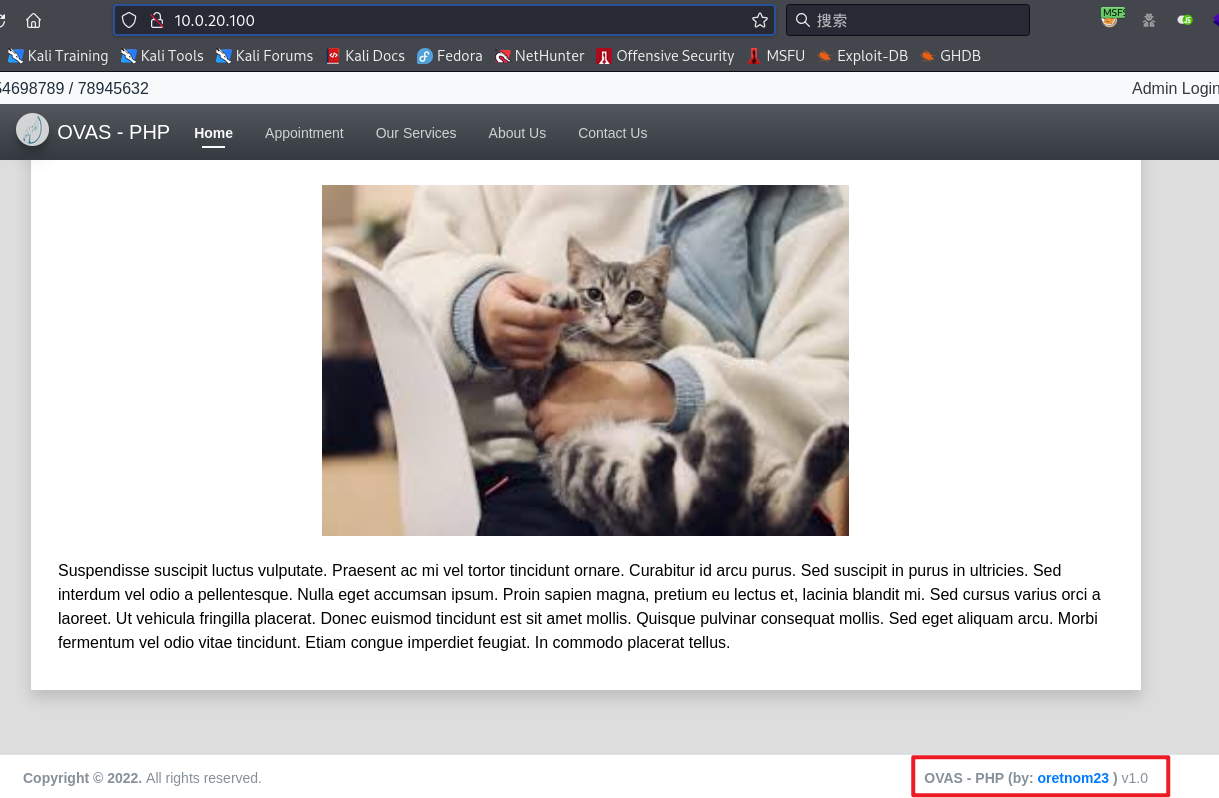 10.0.20.100
搜索
MSFS
Kali Training Kali Tools Kali Forums Kali Docs Fedora NetHunter Offensive Security MSFU Exploit-DB GHDB
54698789 / 78945632 Admin Login
OVAS - PHP Home Appointment Our Services About Us Contact Us
Suspendisse suscipit luctus vulputate. Praesent ac mi vel tortor tincidunt ornare. Curabitur id arcu purus. Sed suscipit in purus in ultricies. Sed
interdum vel odio a pellentesque. Nulla eget accumsan ipsum. Proin sapien magna, pretium eu lectus et, lacinia blandit mi. Sed cursus varius orci a
laoreet. Ut vehicula fringilla placerat. Donec euismod tincidunt est sit amet mollis. Quisque pulvinar consequat mollis. Sed eget aliquam arcu. Morbi
fermentum vel odio vitae tincidunt. Etiam congue imperdiet feugiat. In commodo placerat tellus.
Copyright © 2022. All rights reserved. OVAS - PHP (by: oretnom23 ) v1.0